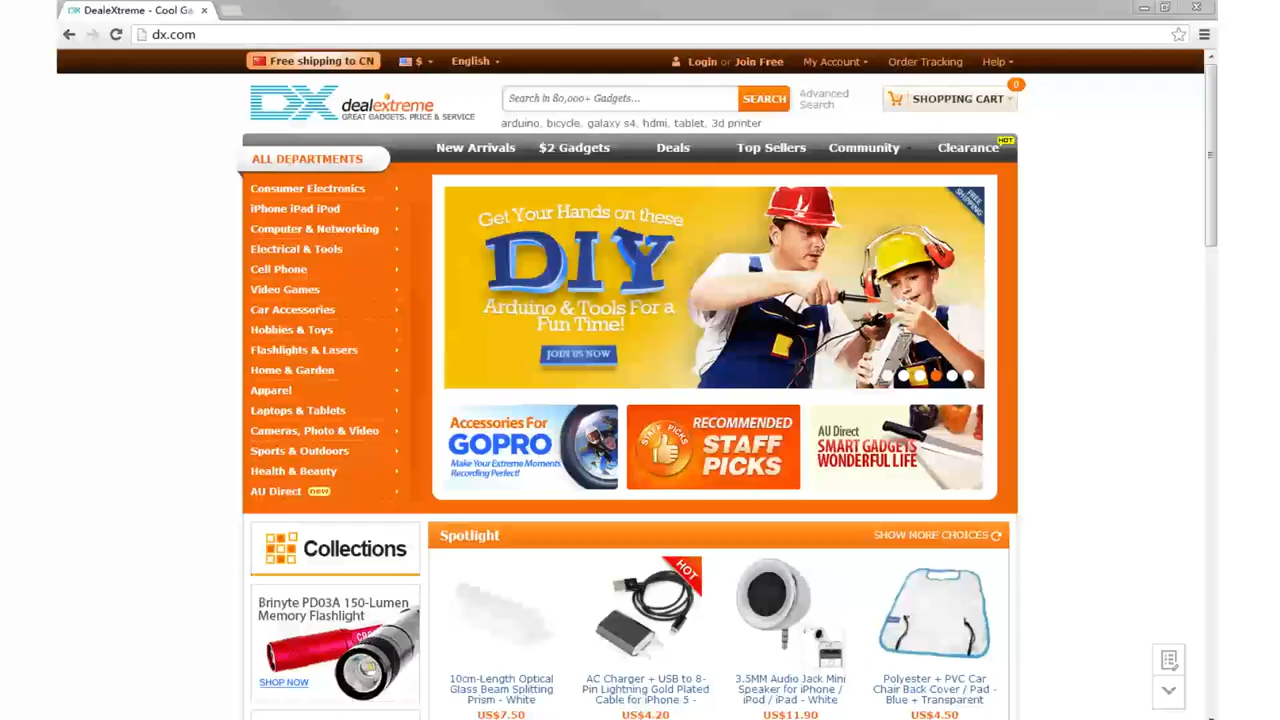 DealeXtreme - Cool Ga
dx.com
Free shipping to CN
$
English
Login or Join Free
My Account
Order Tracking
Help
DX dealextreme
GREAT GADGETS, PRICE & SERVICE
Search in 80,000+ Gadgets...
SEARCH
Advanced
Search
0
SHOPPING CART
arduino, bicycle, galaxy s4, hdmi, tablet, 3d printer
ALL DEPARTMENTS
New Arrivals
$2 Gadgets
Deals
Top Sellers
Community
Clearance
HOT
Consumer Electronics
iPhone iPad iPod
Computer & Networking
Electrical & Tools
Cell Phone
Video Games
Car Accessories
Hobbies & Toys
Flashlights & Lasers
Home & Garden
Apparel
Laptops & Tablets
Cameras, Photo & Video
Sports & Outdoors
Health & Beauty
AU Direct new
Get Your Hands on these
DIY
Arduino & Tools For a
Fun Time!
JOIN US NOW
FREE
SHIPPING
Accessories For
GOPRO
Make Your Extreme Moments
Recording Perfect!
STAFF PICKS
RECOMMENDED
STAFF
PICKS
AU Direct
SMART GADGETS
WONDERFUL LIFE
Collections
Brinyte PD03A 150-Lumen
Memory Flashlight
SHOP NOW
Spotlight
SHOW MORE CHOICES
HOT
10cm-Length Optical
Glass Beam Splitting
Prism - White
US$7.50
AC Charger + USB to 8-
Pin Lightning Gold Plated
Cable for iPhone 5 -
US$4.20
3.5MM Audio Jack Mini
Speaker for iPhone /
iPod / iPad - White
US$11.90
Polyester + PVC Car
Chair Back Cover / Pad -
Blue + Transparent
US$4.50